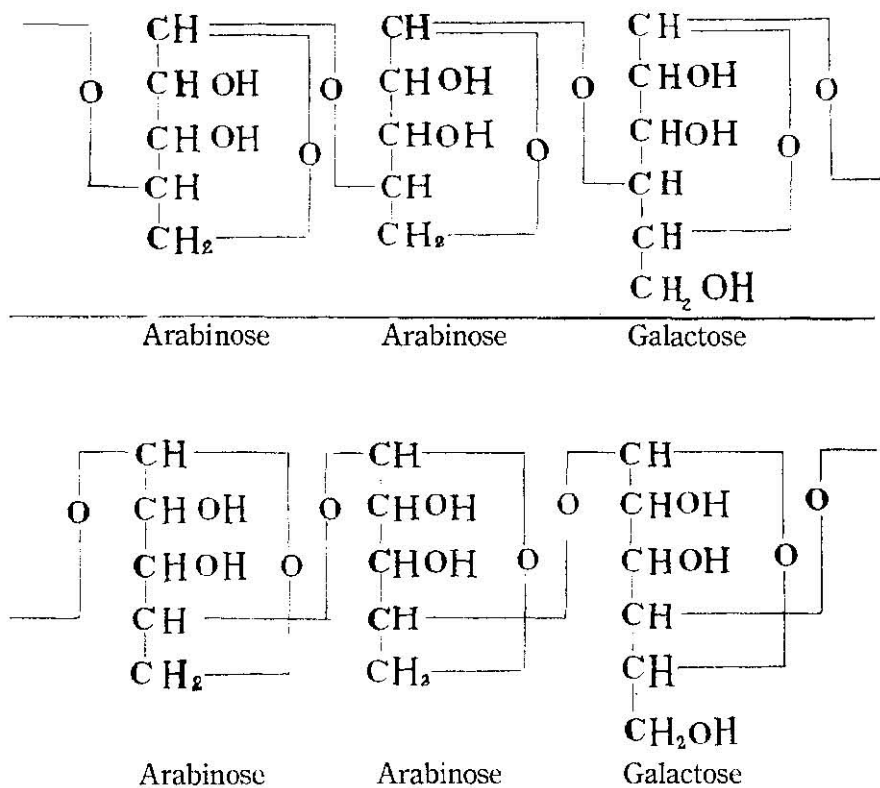 CH CH CH
O CHOH O CHOH O CHOH O
CHOH O CHOH O CHOH O
CH CH CH
CH₂ CH₂ CH
CH₂OH
Arabinose Arabinose Galactose
CH CH CH
O CHOH O CHOH O CHOH O
CHOH O CHOH O CHOH O
CH CH CH
CH₂ CH₂ CH
CH₂OH
Arabinose Arabinose Galactose